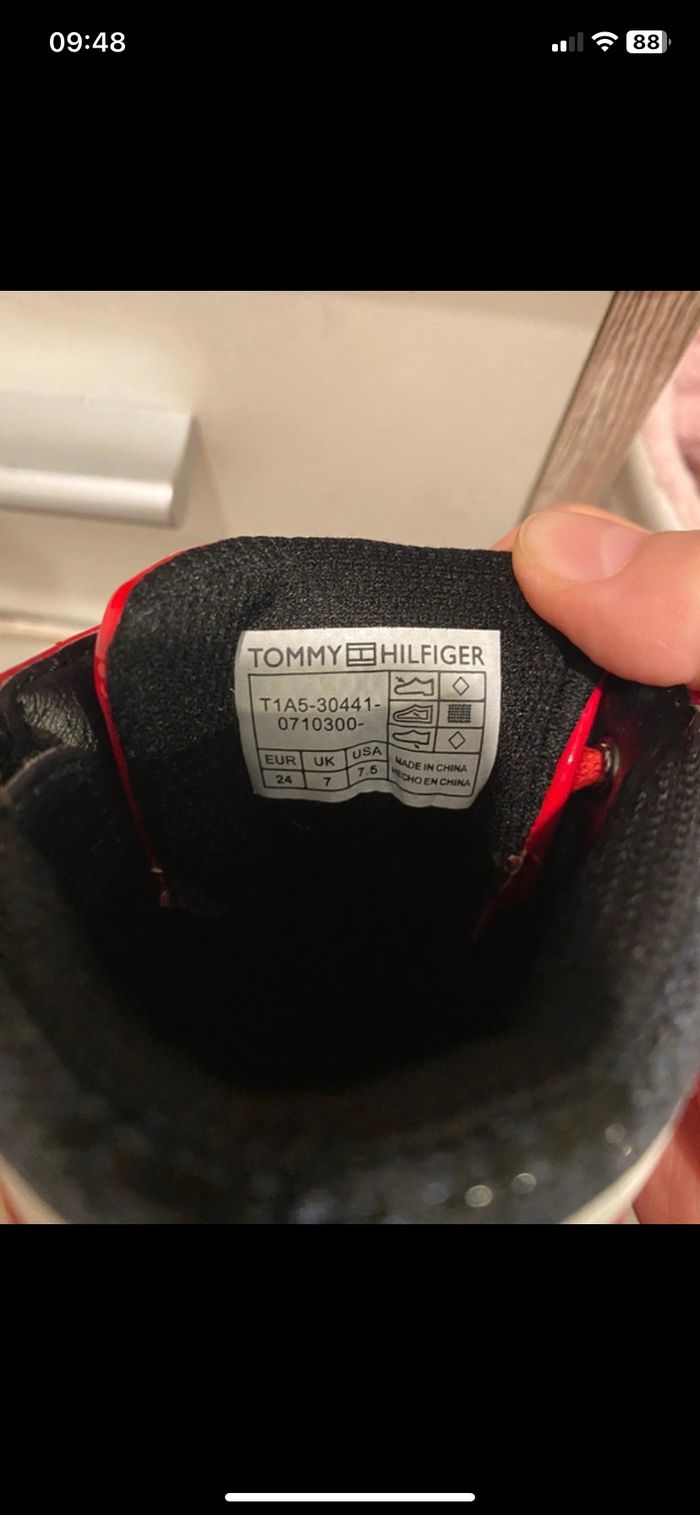 09:48
88
TOMMY HILFIGER
T1A5-30441-
0710300-
EUR UK USA
24 7 7.5
MADE IN CHINA
HECHO EN CHINA